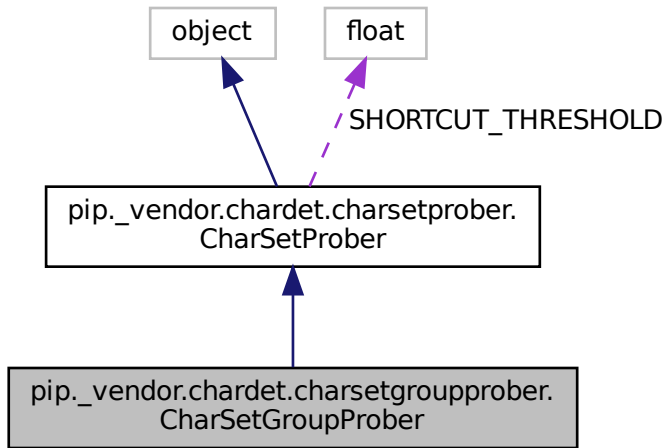 object
float
SHORTCUT_THRESHOLD
pip._vendor.chardet.charsetprober.
CharSetProber
pip._vendor.chardet.charsetgroupprober.
CharSetGroupProber